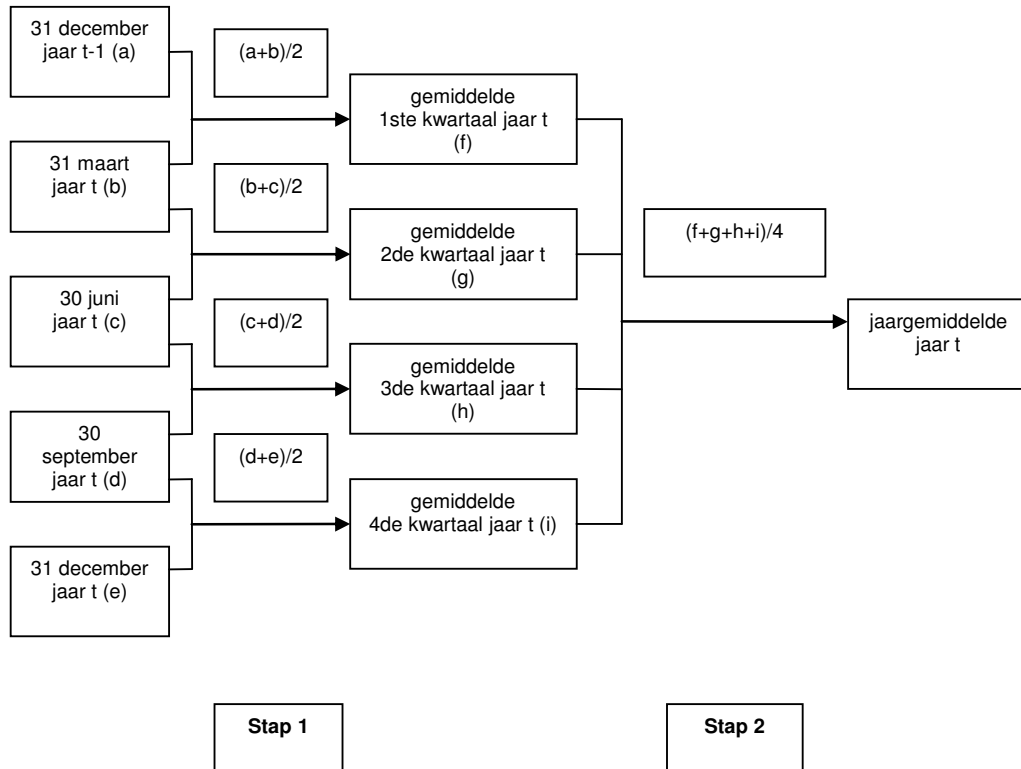 31 december
jaar t-1 (a)
(a+b)/2
gemiddelde
1ste kwartaal jaar t
(f)
31 maart
jaar t (b)
(b+c)/2
gemiddelde
2de kwartaal jaar t
(g)
(f+g+h+i)/4
30 juni
jaar t (c)
(c+d)/2
jaargemiddelde
jaar t
gemiddelde
3de kwartaal jaar t
(h)
30
september
jaar t (d)
(d+e)/2
gemiddelde
4de kwartaal jaar t (i)
31 december
jaar t (e)
Stap 1
Stap 2